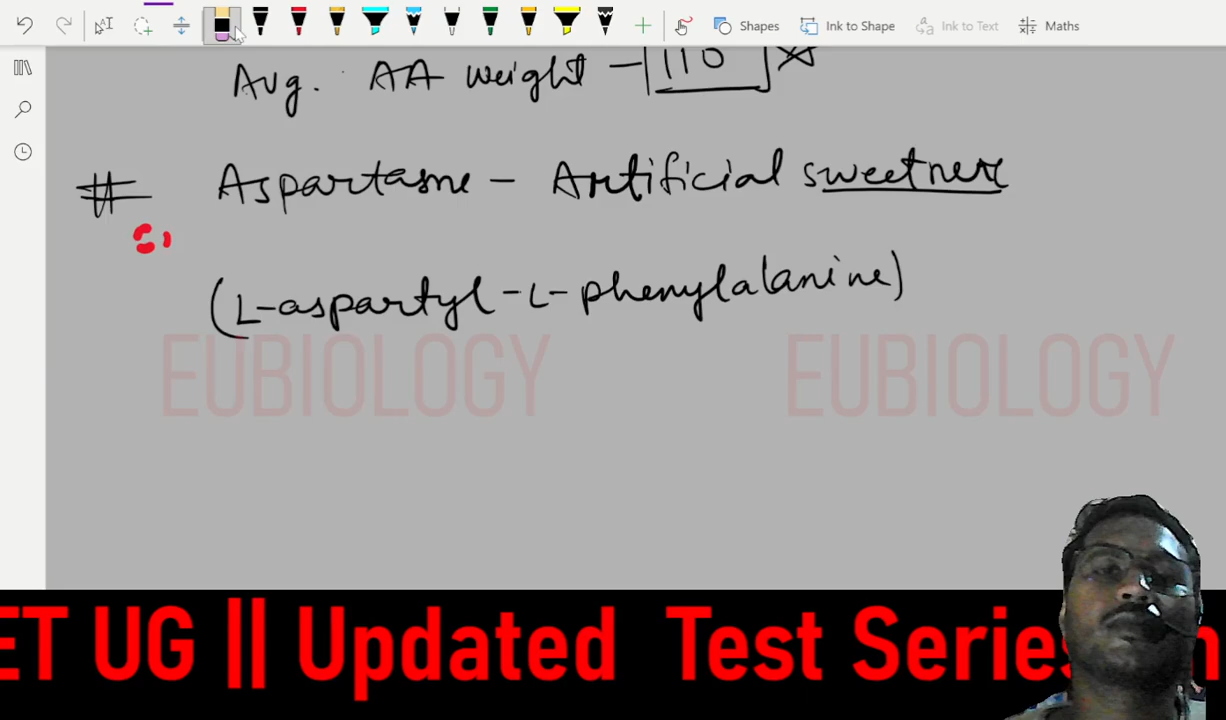 Shapes Ink to Shape Ink to Text Maths
Avg. AA weight - 110
# Aspartasme - Artificial sweetner
(L-aspartyl-L-phenylalanine)
EUBIOLOGY EUBIOLOGY
ET UG || Updated Test Series